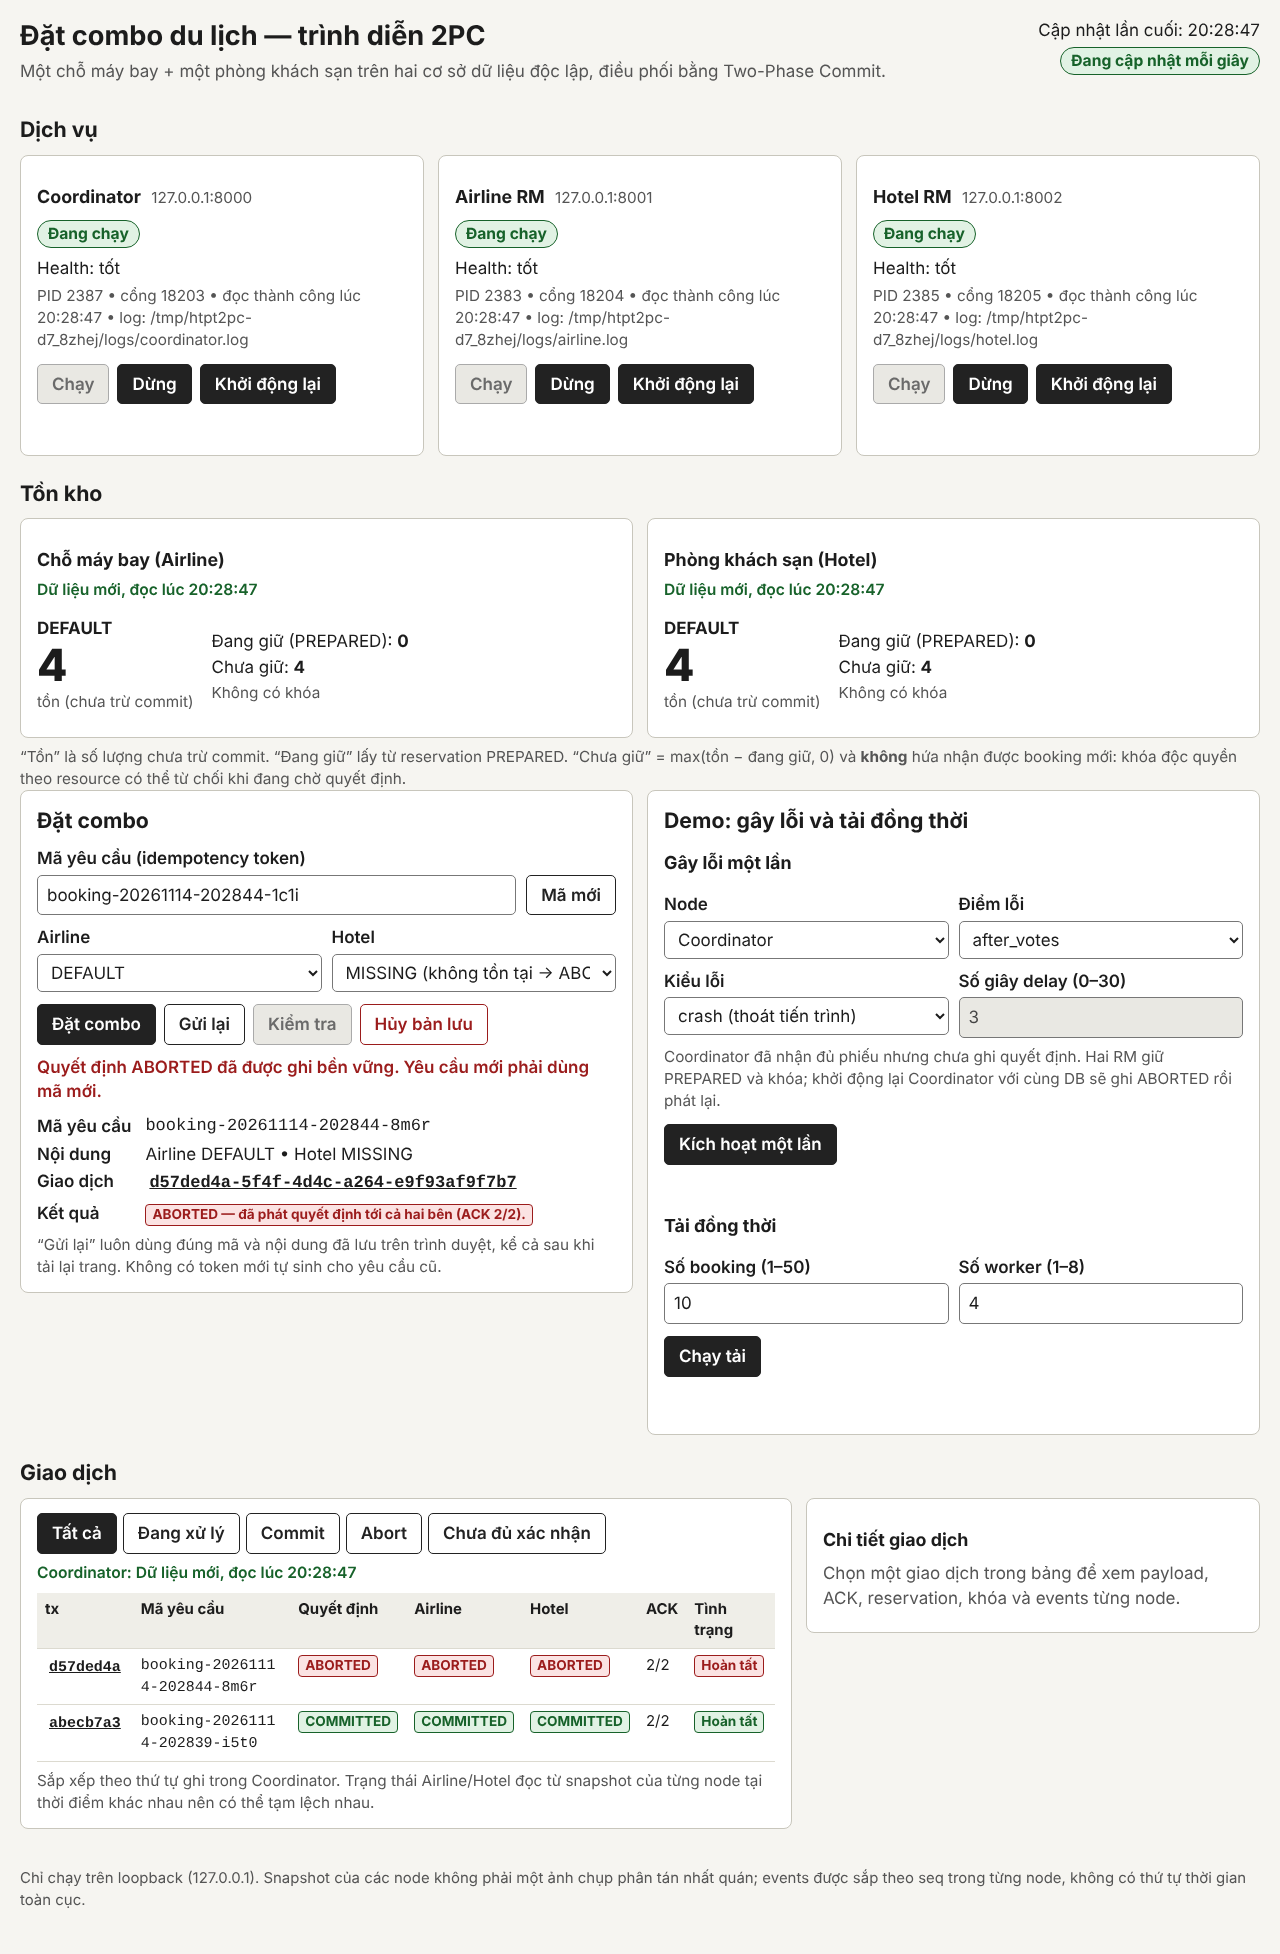 Đặt combo du lịch — trình diễn 2PC
Một chỗ máy bay + một phòng khách sạn trên hai cơ sở dữ liệu độc lập, điều phối bằng Two-Phase Commit.
Cập nhật lần cuối: 20:28:47
Đang cập nhật mỗi giây
Dịch vụ
Coordinator 127.0.0.1:8000
Đang chạy
Health: tốt
PID 2387 • cổng 18203 • đọc thành công lúc
20:28:47 • log: /tmp/htpt2pc-
d7_8zhej/logs/coordinator.log
Chạy Dừng Khởi động lại
Airline RM 127.0.0.1:8001
Đang chạy
Health: tốt
PID 2383 • cổng 18204 • đọc thành công lúc
20:28:47 • log: /tmp/htpt2pc-
d7_8zhej/logs/airline.log
Chạy Dừng Khởi động lại
Hotel RM 127.0.0.1:8002
Đang chạy
Health: tốt
PID 2385 • cổng 18205 • đọc thành công lúc
20:28:47 • log: /tmp/htpt2pc-
d7_8zhej/logs/hotel.log
Chạy Dừng Khởi động lại
Tồn kho
Chỗ máy bay (Airline)
Dữ liệu mới, đọc lúc 20:28:47
DEFAULT
4
tồn (chưa trừ commit)
Đang giữ (PREPARED): 0
Chưa giữ: 4
Không có khóa
Phòng khách sạn (Hotel)
Dữ liệu mới, đọc lúc 20:28:47
DEFAULT
4
tồn (chưa trừ commit)
Đang giữ (PREPARED): 0
Chưa giữ: 4
Không có khóa
“Tồn” là số lượng chưa trừ commit. “Đang giữ” lấy từ reservation PREPARED. “Chưa giữ” = max(tồn − đang giữ, 0) và không hứa nhận được booking mới: khóa độc quyền
theo resource có thể từ chối khi đang chờ quyết định.
Đặt combo
Mã yêu cầu (idempotency token)
booking-20261114-202844-1c1i Mã mới
Airline Hotel
DEFAULT MISSING (không tồn tại → ABC
Đặt combo Gửi lại Kiểm tra Hủy bản lưu
Quyết định ABORTED đã được ghi bền vững. Yêu cầu mới phải dùng
mã mới.
Mã yêu cầu booking-20261114-202844-8m6r
Nội dung Airline DEFAULT • Hotel MISSING
Giao dịch d57ded4a-5f4f-4d4c-a264-e9f93af9f7b7
Kết quả ABORTED — đã phát quyết định tới cả hai bên (ACK 2/2).
“Gửi lại” luôn dùng đúng mã và nội dung đã lưu trên trình duyệt, kể cả sau khi
tải lại trang. Không có token mới tự sinh cho yêu cầu cũ.
Demo: gây lỗi và tải đồng thời
Gây lỗi một lần
Node Điểm lỗi
Coordinator after_votes
Kiểu lỗi Số giây delay (0–30)
crash (thoát tiến trình) 3
Coordinator đã nhận đủ phiếu nhưng chưa ghi quyết định. Hai RM giữ
PREPARED và khóa; khởi động lại Coordinator với cùng DB sẽ ghi ABORTED rồi
phát lại.
Kích hoạt một lần
Tải đồng thời
Số booking (1–50) Số worker (1–8)
10 4
Chạy tải
Giao dịch
Tất cả Đang xử lý Commit Abort Chưa đủ xác nhận
Coordinator: Dữ liệu mới, đọc lúc 20:28:47
tx Mã yêu cầu Quyết định Airline Hotel ACK Tình
trạng
d57ded4a booking-2026111 ABORTED ABORTED ABORTED 2/2 Hoàn tất
4-202844-8m6r
abecb7a3 booking-2026111 COMMITTED COMMITTED COMMITTED 2/2 Hoàn tất
4-202839-i5t0
Sắp xếp theo thứ tự ghi trong Coordinator. Trạng thái Airline/Hotel đọc từ snapshot của từng node tại
thời điểm khác nhau nên có thể tạm lệch nhau.
Chi tiết giao dịch
Chọn một giao dịch trong bảng để xem payload,
ACK, reservation, khóa và events từng node.
Chỉ chạy trên loopback (127.0.0.1). Snapshot của các node không phải một ảnh chụp phân tán nhất quán; events được sắp theo seq trong từng node, không có thứ tự thời gian
toàn cục.